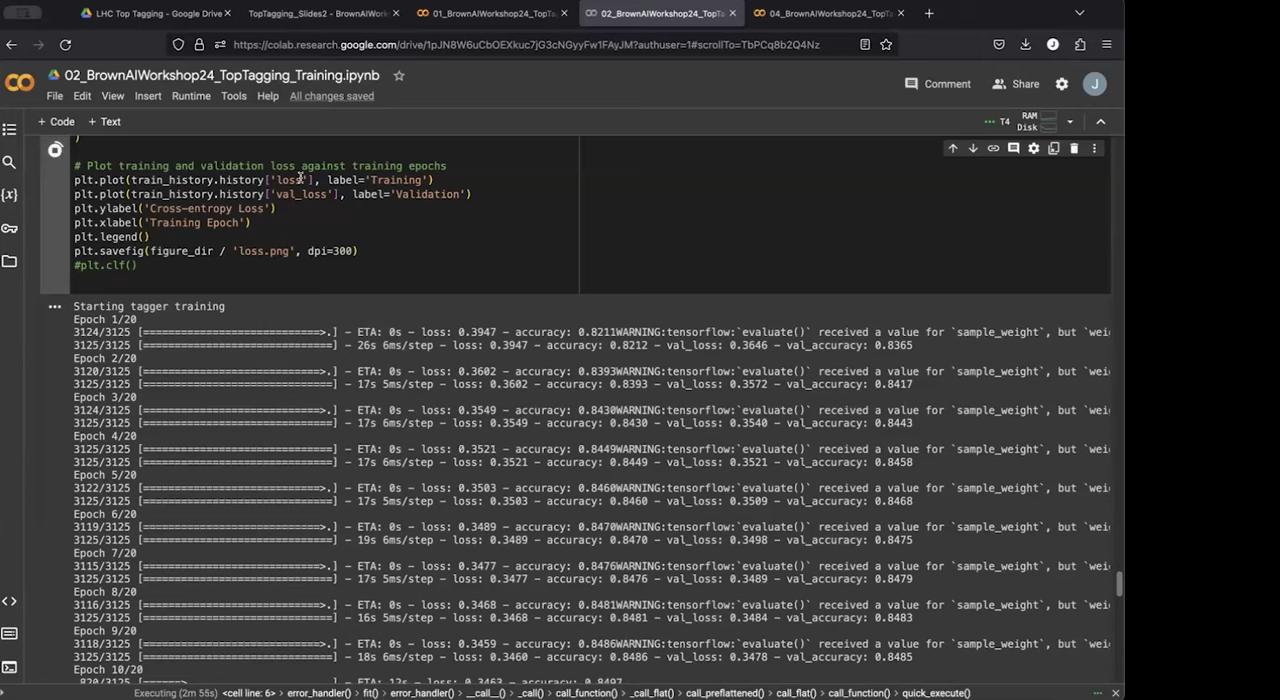 LHC Top Tagging - Google Drive
TopTagging_Slides2 - BrownAIWork
01_BrownAIWorkshop24_TopTa
02_BrownAIWorkshop24_TopTa
04_BrownAIWorkshop24_TopTa
https://colab.research.google.com/drive/1pJN8W6uCbOEXkuc7jG3cNGyyFw1FAyJM?authuser=1#scrollTo=TbPCq8b2Q4Nz
02_BrownAIWorkshop24_TopTagging_Training.ipynb
File Edit View Insert Runtime Tools Help All changes saved
Comment Share J
+ Code + Text
T4 RAM Disk
)
# Plot training and validation loss against training epochs
plt.plot(train_history.history['loss'], label='Training')
plt.plot(train_history.history['val_loss'], label='Validation')
plt.ylabel('Cross-entropy Loss')
plt.xlabel('Training Epoch')
plt.legend()
plt.savefig(figure_dir / 'loss.png', dpi=300)
#plt.clf()
Starting tagger training
Epoch 1/20
3124/3125 [============================>.] - ETA: 0s - loss: 0.3947 - accuracy: 0.8211WARNING:tensorflow:`evaluate()` received a value for `sample_weight`, but `wei
3125/3125 [==============================] - 26s 6ms/step - loss: 0.3947 - accuracy: 0.8212 - val_loss: 0.3646 - val_accuracy: 0.8365
Epoch 2/20
3120/3125 [============================>.] - ETA: 0s - loss: 0.3602 - accuracy: 0.8393WARNING:tensorflow:`evaluate()` received a value for `sample_weight`, but `wei
3125/3125 [==============================] - 17s 5ms/step - loss: 0.3602 - accuracy: 0.8393 - val_loss: 0.3572 - val_accuracy: 0.8417
Epoch 3/20
3124/3125 [============================>.] - ETA: 0s - loss: 0.3549 - accuracy: 0.8430WARNING:tensorflow:`evaluate()` received a value for `sample_weight`, but `wei
3125/3125 [==============================] - 17s 6ms/step - loss: 0.3549 - accuracy: 0.8430 - val_loss: 0.3540 - val_accuracy: 0.8443
Epoch 4/20
3125/3125 [==============================] - ETA: 0s - loss: 0.3521 - accuracy: 0.8449WARNING:tensorflow:`evaluate()` received a value for `sample_weight`, but `wei
3125/3125 [==============================] - 17s 6ms/step - loss: 0.3521 - accuracy: 0.8449 - val_loss: 0.3521 - val_accuracy: 0.8458
Epoch 5/20
3122/3125 [============================>.] - ETA: 0s - loss: 0.3503 - accuracy: 0.8460WARNING:tensorflow:`evaluate()` received a value for `sample_weight`, but `wei
3125/3125 [==============================] - 17s 5ms/step - loss: 0.3503 - accuracy: 0.8460 - val_loss: 0.3509 - val_accuracy: 0.8468
Epoch 6/20
3119/3125 [============================>.] - ETA: 0s - loss: 0.3489 - accuracy: 0.8470WARNING:tensorflow:`evaluate()` received a value for `sample_weight`, but `wei
3125/3125 [==============================] - 19s 6ms/step - loss: 0.3489 - accuracy: 0.8470 - val_loss: 0.3498 - val_accuracy: 0.8475
Epoch 7/20
3115/3125 [============================>.] - ETA: 0s - loss: 0.3477 - accuracy: 0.8476WARNING:tensorflow:`evaluate()` received a value for `sample_weight`, but `wei
3125/3125 [==============================] - 17s 5ms/step - loss: 0.3477 - accuracy: 0.8476 - val_loss: 0.3489 - val_accuracy: 0.8479
Epoch 8/20
3116/3125 [============================>.] - ETA: 0s - loss: 0.3468 - accuracy: 0.8481WARNING:tensorflow:`evaluate()` received a value for `sample_weight`, but `wei
3125/3125 [==============================] - 16s 5ms/step - loss: 0.3468 - accuracy: 0.8481 - val_loss: 0.3484 - val_accuracy: 0.8483
Epoch 9/20
3118/3125 [============================>.] - ETA: 0s - loss: 0.3459 - accuracy: 0.8486WARNING:tensorflow:`evaluate()` received a value for `sample_weight`, but `wei
3125/3125 [==============================] - 18s 6ms/step - loss: 0.3460 - accuracy: 0.8486 - val_loss: 0.3478 - val_accuracy: 0.8485
Epoch 10/20
820/3125 [======>.......................] - ETA: 12s - loss: 0.3463 - accuracy: 0.8497
Executing (2m 55s) <cell line: 6> > error_handler() > fit() > error_handler() > __call__() > _call() > call_function() > _call_flat() > call_preflattened() > call_flat() > call_function() > quick_execute()